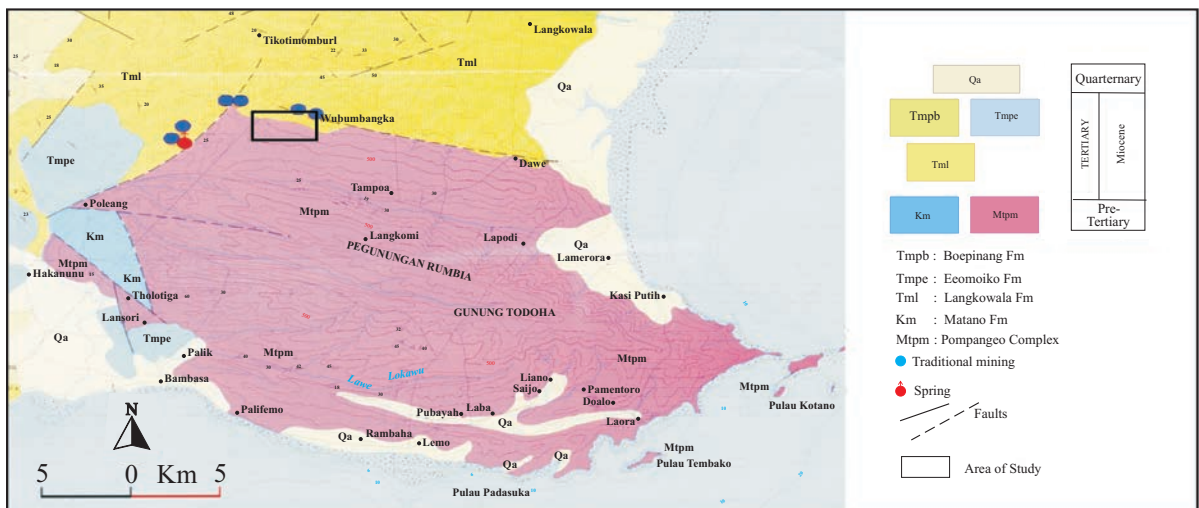 Langkowala
Tikotimomburl
Tml
Tml
Qa
Wubumbangka
Tmpe
Dawe
Tampoa
Poleang
Mtpm
Km
Langkomi
Lapodi
Qa
Lamerora
PEGUNUNGAN RUMBIA
Mtpm
Hakanunu
Km
Tholotiga
Kasi Putih
GUNUNG TODOHA
Lansori
Qa
Tmpe
Palik
Mtpm
Mtpm
Bambasa
Lawe Lokawu
Liano
Saijo
Pamentoro
Doalo
Mtpm
Pulau Kotano
N
Palifemo
Pubayah
Laba
Qa
Laora
Qa
Rambaha
Lemo
Qa
Qa
Mtpm
Pulau Tembako
Pulau Padasuka
5 0 Km 5
Qa
Tmpb
Tmpe
Tml
Km
Mtpm
Quarternary
TERTIARY
Miocene
Pre-
Tertiary
Tmpb : Boepinang Fm
Tmpe : Eeomoiko Fm
Tml : Langkowala Fm
Km : Matano Fm
Mtpm : Pompangeo Complex
Traditional mining
Spring
Faults
Area of Study